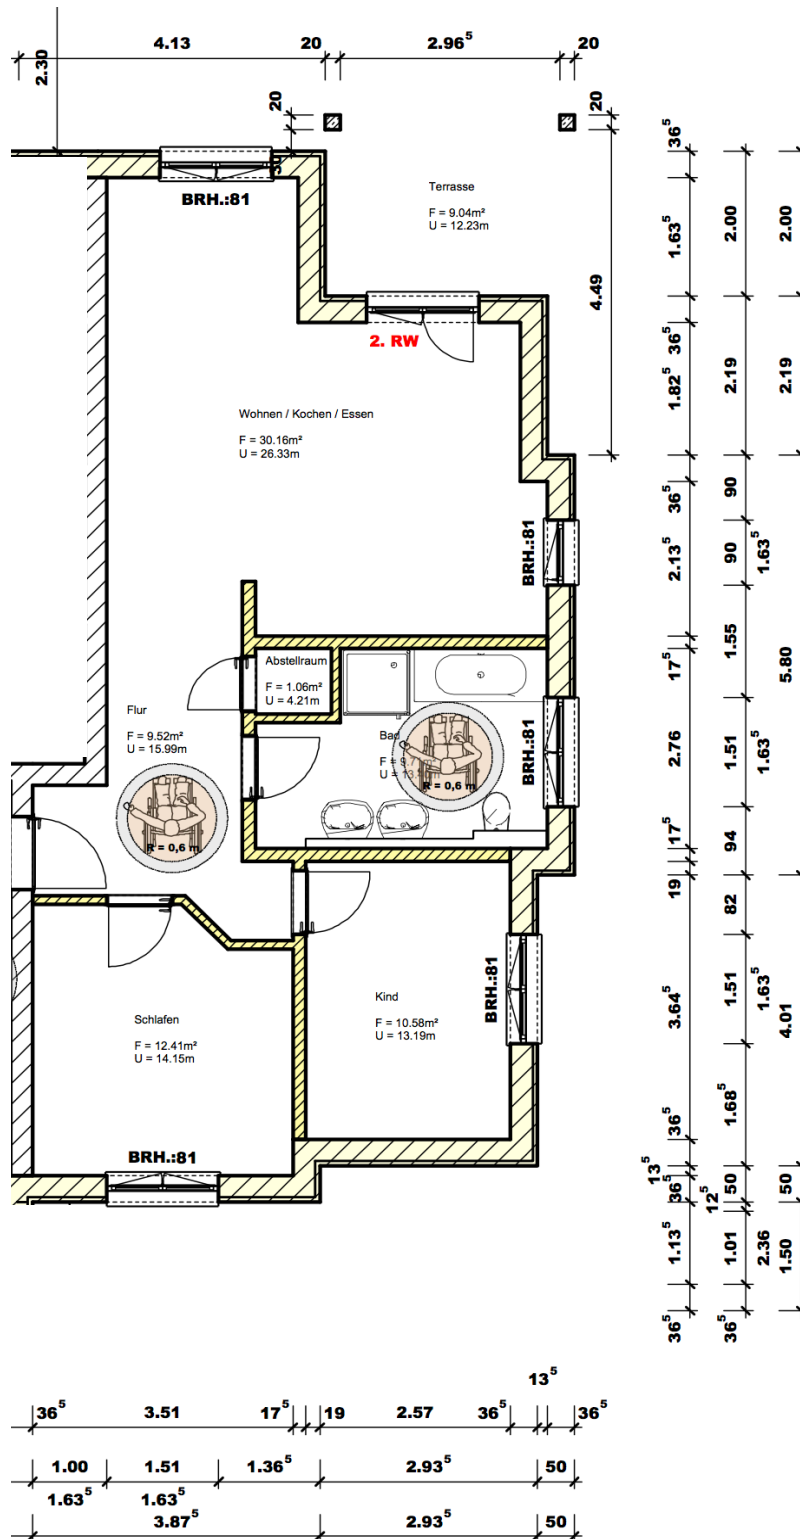 4.13 20 2.96⁵ 20
2.30
20
20
30
BRH.:81
Terrasse
F = 9.04m²
U = 12.23m
4.49
2. RW
Wohnen / Kochen / Essen
F = 30.16m²
U = 26.33m
BRH.:81
Abstellraum
F = 1.06m²
U = 4.21m
Flur
F = 9.52m²
U = 15.99m
Bad
F = 9.7
U = 13.
R = 0,6 m
BRH.:81
R = 0,6 m
Kind
F = 10.58m²
U = 13.19m
BRH.:81
Schlafen
F = 12.41m²
U = 14.15m
BRH.:81
36⁵
1.63⁵
36⁵
1.82⁵
36⁵
2.13⁵
17⁵
2.76
17⁵
19
3.64⁵
36⁵
13⁵
36⁵
1.13⁵
36⁵
2.00
2.19
90
90
1.63⁵
1.55
1.51
1.63⁵
94
82
1.51
1.63⁵
1.68⁵
50
12⁵
1.01
2.36
36⁵
2.00
2.19
5.80
4.01
50
1.50
13⁵
36⁵ 3.51 17⁵ 19 2.57 36⁵ 36⁵
1.00 1.51 1.36⁵ 2.93⁵ 50
1.63⁵ 1.63⁵
3.87⁵ 2.93⁵ 50